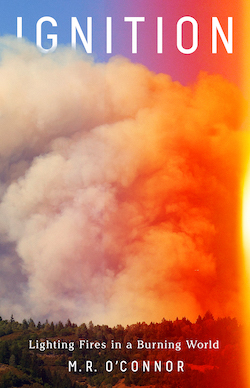 IGNITION
Lighting Fires in a Burning World
M.R. O'CONNOR